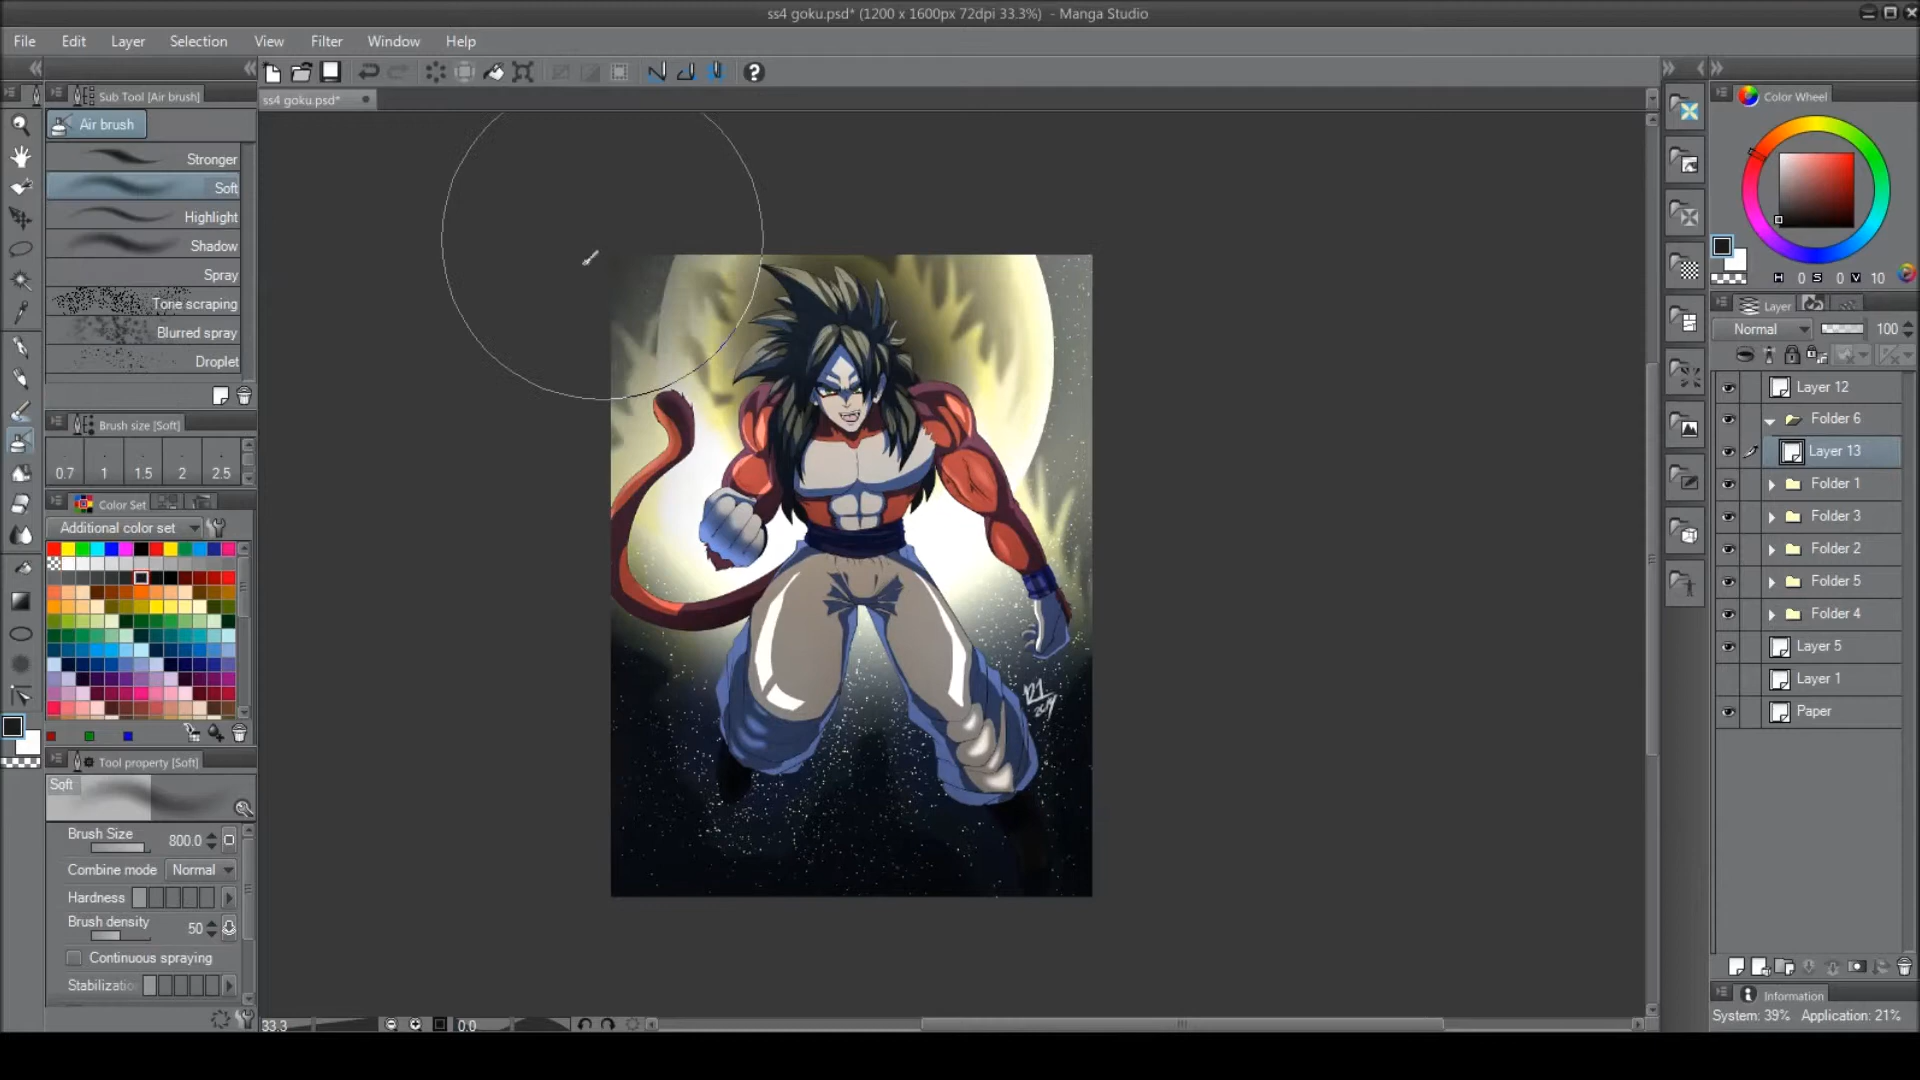 ss4 goku.psd* (1200 x 1600px 72dpi 33.3%) - Manga Studio
File Edit Layer Selection View Filter Window Help
Sub Tool [Air brush]
ss4 goku.psd*
Color Wheel
Air brush
Stronger
Soft
Highlight
Shadow
Spray
Tone scraping
Blurred spray
Droplet
H 0 S 0 V 10
Layer
Normal 100
Layer 12
Folder 6
Layer 13
Folder 1
Folder 3
Folder 2
Folder 5
Folder 4
Layer 5
Layer 1
Paper
Brush size [Soft]
0.7 1 1.5 2 2.5
Color Set
Additional color set
Tool property [Soft]
Soft
Brush Size 800.0
Combine mode Normal
Hardness
Brush density 50
Continuous spraying
Stabilizatio
33.3 0.0
Information
System: 39% Application: 21%